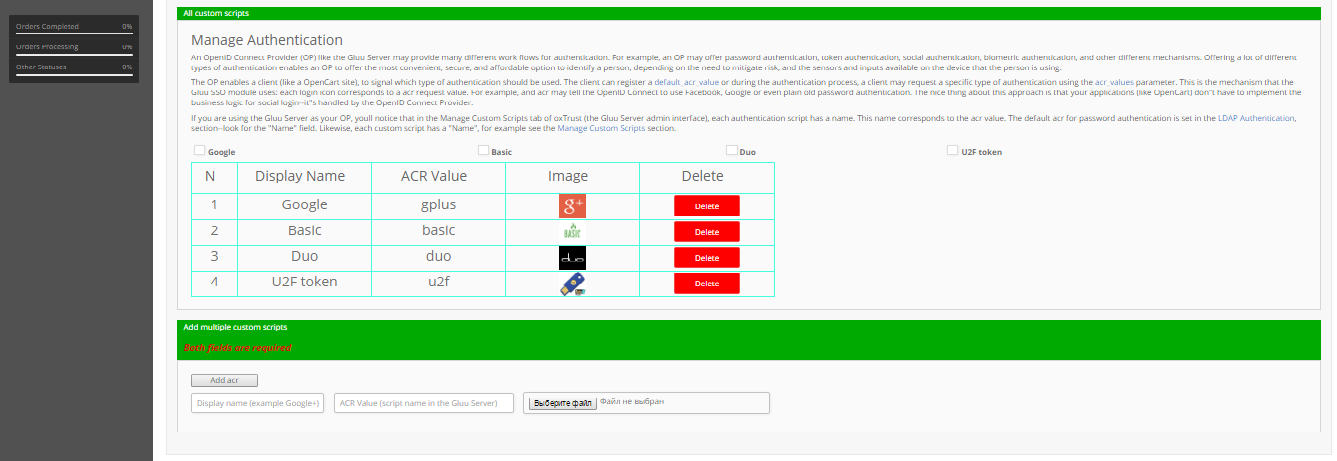 Orders Completed 0%
Orders Processing 0%
Other Statuses 0%
All custom scripts
Manage Authentication
An OpenID Connect Provider (OP) like the Gluu Server may provide many different work flows for authentication. For example, an OP may offer password authentication, token authentication, social authentication, biometric authentication, and other different mechanisms. Offering a lot of different
types of authentication enables an OP to offer the most convenient, secure, and affordable option to identify a person, depending on the need to mitigate risk, and the sensors and inputs available on the device that the person is using.
The OP enables a client (like a OpenCart site), to signal which type of authentication should be used. The client can register a default_acr_value or during the authentication process, a client may request a specific type of authentication using the acr_values parameter. This is the mechanism that the
Gluu SSO module uses: each login icon corresponds to a acr request value. For example, and acr may tell the OpenID Connect to use Facebook, Google or even plain old password authentication. The nice thing about this approach is that your applications (like OpenCart) don"t have to implement the
business logic for social login--it"s handled by the OpenID Connect Provider.
If you are using the Gluu Server as your OP, youll notice that in the Manage Custom Scripts tab of oxTrust (the Gluu Server admin interface), each authentication script has a name. This name corresponds to the acr value. The default acr for password authentication is set in the LDAP Authentication,
section--look for the "Name" field. Likewise, each custom script has a "Name", for example see the Manage Custom Scripts section.
Google Basic Duo U2F token
N Display Name ACR Value Image Delete
1 Google gplus g+ Delete
2 Basic basic BASIC Delete
3 Duo duo duo Delete
4 U2F token u2f Delete
Add multiple custom scripts
Both fields are required
Add acr
Display name (example Google+) ACR Value (script name in the Gluu Server) Выберите файл Файл не выбран